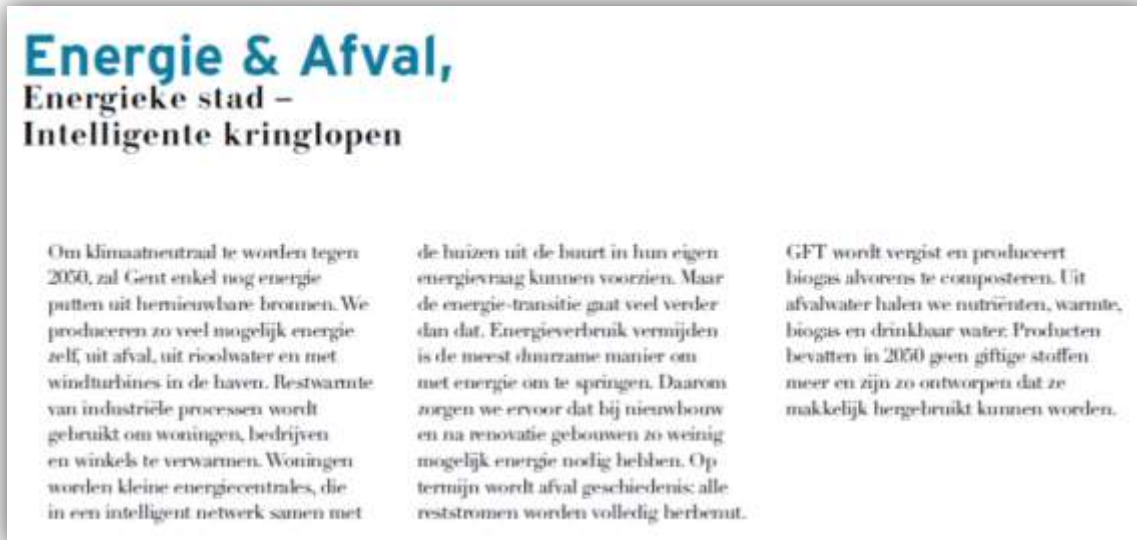 Energie & Afval,
Energieke stad –
Intelligente kringlopen
Om klimaatneutraal te worden tegen
2050, zal Gent enkel nog energie
putten uit hernieuwbare bronnen. We
produceren zo veel mogelijk energie
zelf, uit afval, uit rioolwater en met
windturbines in de haven. Restwarmte
van industriële processen wordt
gebruikt om woningen, bedrijven
en winkels te verwarmen. Woningen
worden kleine energiecentrales, die
in een intelligent netwerk samen met
de huizen uit de buurt in hun eigen
energievraag kunnen voorzien. Maar
de energie-transitie gaat veel verder
dan dat. Energieverbruik vermijden
is de meest duurzame manier om
met energie om te springen. Daarom
zorgen we ervoor dat bij nieuwbouw
en na renovatie gebouwen zo weinig
mogelijk energie nodig hebben. Op
termijn wordt afval geschiedenis: alle
reststromen worden volledig herbenut.
GFT wordt vergist en produceert
biogas alvorens te composteren. Uit
afvalwater halen we nutriënten, warmte,
biogas en drinkbaar water. Producten
bevatten in 2050 geen giftige stoffen
meer en zijn zo ontworpen dat ze
makkelijk hergebruikt kunnen worden.